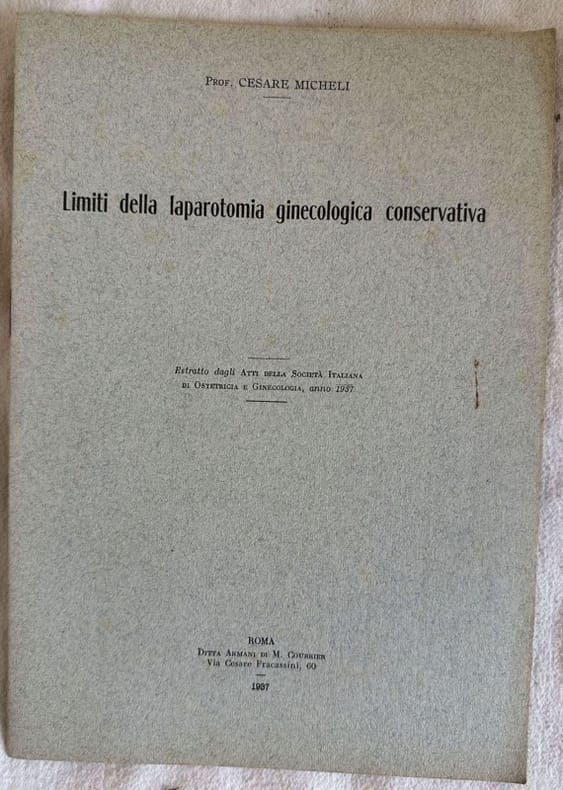 Prof. CESARE MICHELI
Limiti della laparotomia ginecologica conservativa
Estratto dagli Atti della Società Italiana
di Ostetricia e Ginecologia, anno 1937
ROMA
Ditta Armani di M. Courrier
Via Cesare Fracassini, 60
1937